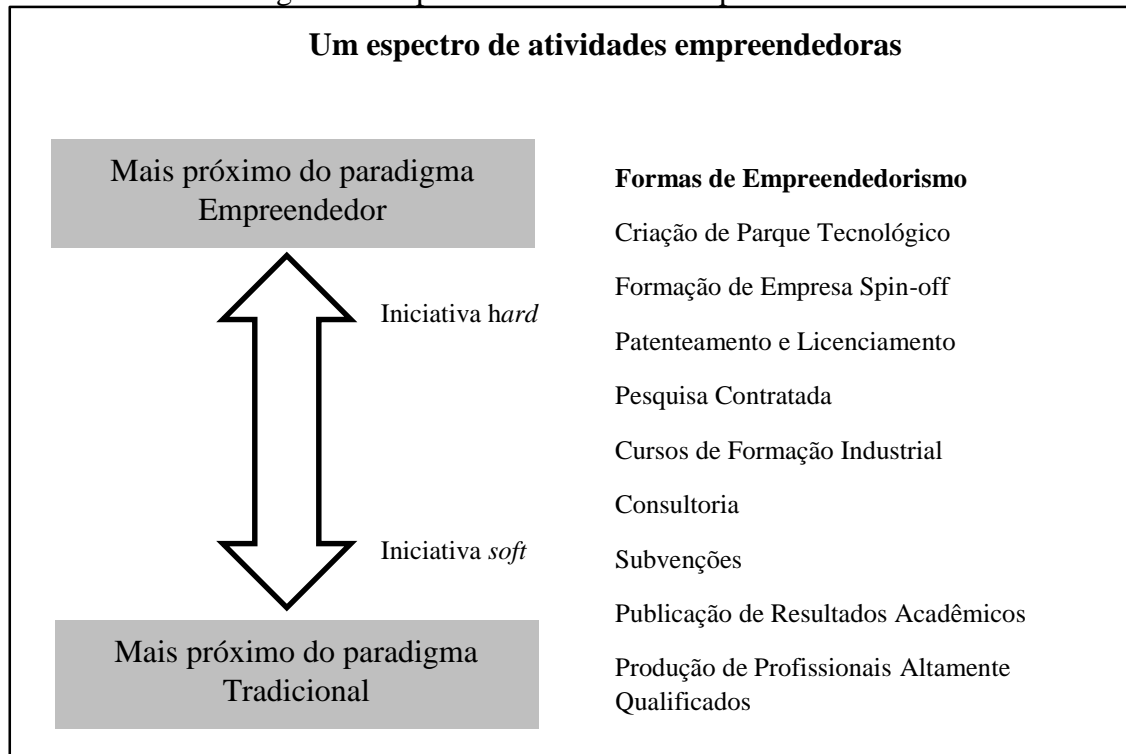 Um espectro de atividades empreendedoras
Mais próximo do paradigma
Empreendedor
Iniciativa hard
Iniciativa soft
Mais próximo do paradigma
Tradicional
Formas de Empreendedorismo
Criação de Parque Tecnológico
Formação de Empresa Spin-off
Patenteamento e Licenciamento
Pesquisa Contratada
Cursos de Formação Industrial
Consultoria
Subvenções
Publicação de Resultados Acadêmicos
Produção de Profissionais Altamente
Qualificados